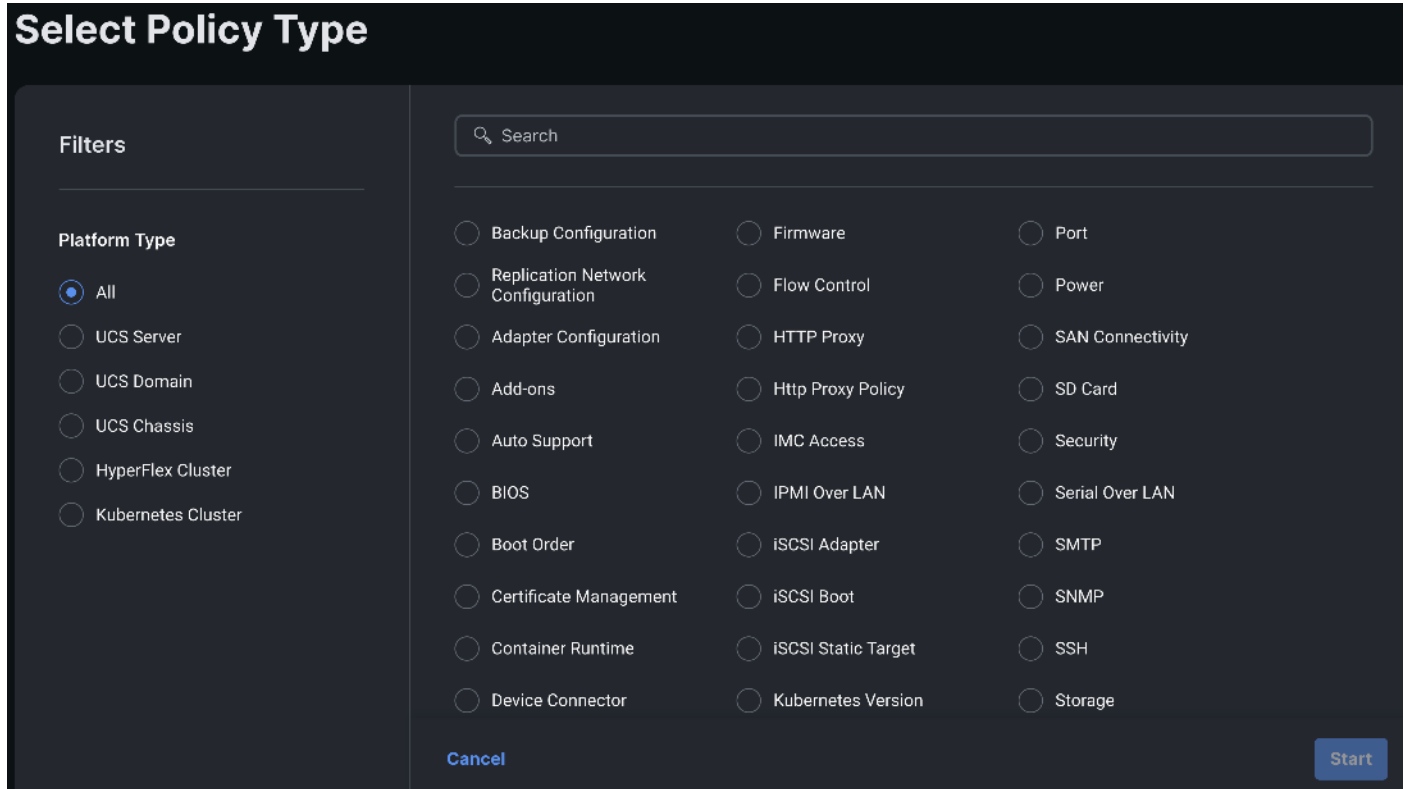 Select Policy Type
Filters
Platform Type
All
UCS Server
UCS Domain
UCS Chassis
HyperFlex Cluster
Kubernetes Cluster
Search
Backup Configuration
Replication Network
Configuration
Adapter Configuration
Add-ons
Auto Support
BIOS
Boot Order
Certificate Management
Container Runtime
Device Connector
Firmware
Flow Control
HTTP Proxy
Http Proxy Policy
IMC Access
IPMI Over LAN
iSCSI Adapter
iSCSI Boot
iSCSI Static Target
Kubernetes Version
Port
Power
SAN Connectivity
SD Card
Security
Serial Over LAN
SMTP
SNMP
SSH
Storage
Cancel
Start